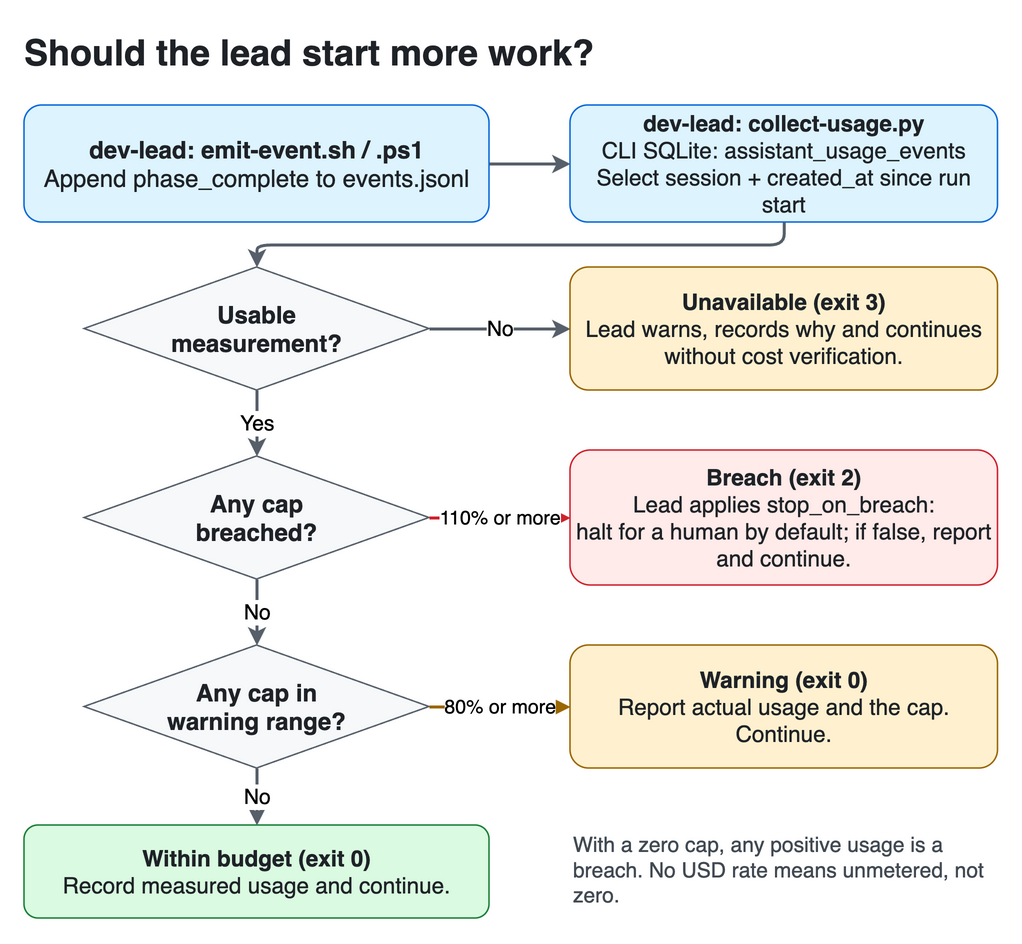 Should the lead start more work?
dev-lead: emit-event.sh / .ps1
Append phase_complete to events.jsonl
dev-lead: collect-usage.py
CLI SQLite: assistant_usage_events
Select session + created_at since run
start
Usable
measurement?
No
Unavailable (exit 3)
Lead warns, records why and continues
without cost verification.
Yes
Any cap
breached?
110% or more
Breach (exit 2)
Lead applies stop_on_breach:
halt for a human by default; if false, report
and continue.
No
Any cap in
warning range?
80% or more
Warning (exit 0)
Report actual usage and the cap.
Continue.
No
Within budget (exit 0)
Record measured usage and continue.
With a zero cap, any positive usage is a
breach. No USD rate means unmetered, not
zero.